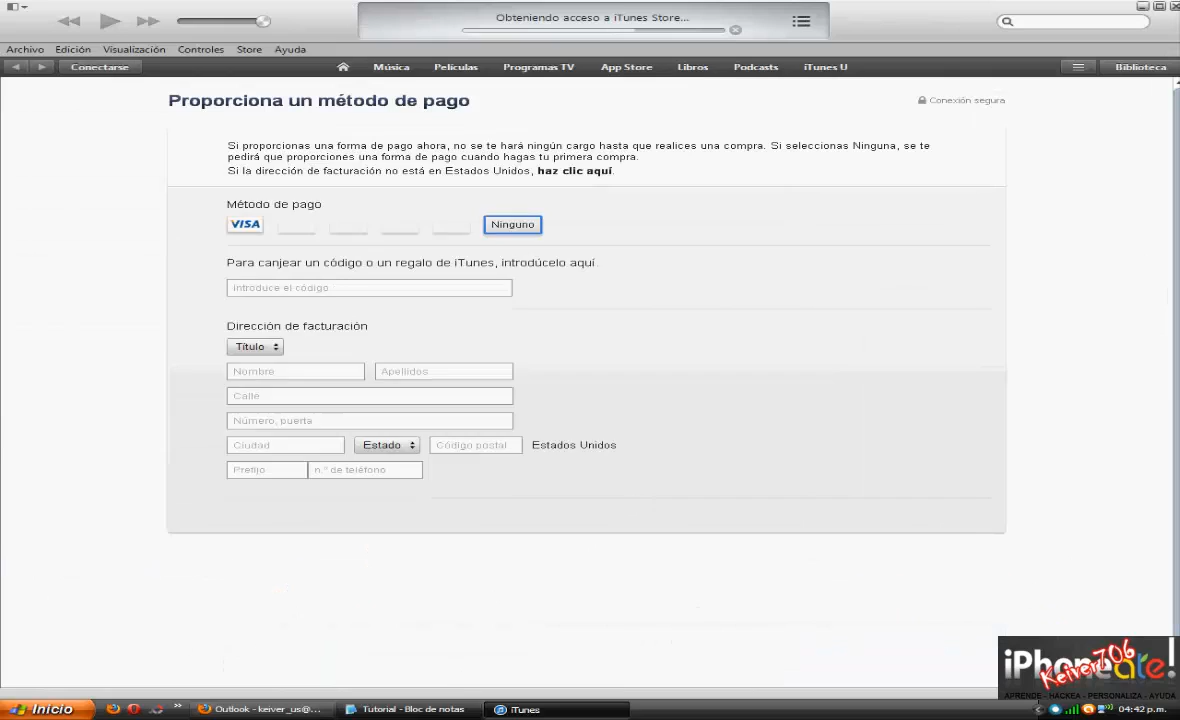 Obteniendo acceso a iTunes Store...
Archivo Edición Visualización Controles Store Ayuda
Conectarse Música Películas Programas TV App Store Libros Podcasts iTunes U Biblioteca
Proporciona un método de pago
Conexión segura
Si proporcionas una forma de pago ahora, no se te hará ningún cargo hasta que realices una compra. Si seleccionas Ninguna, se te
pedirá que proporciones una forma de pago cuando hagas tu primera compra.
Si la dirección de facturación no está en Estados Unidos, haz clic aquí.
Método de pago
VISA Ninguno
Para canjear un código o un regalo de iTunes, introdúcelo aquí
Introduce el código
Dirección de facturación
Título
Nombre Apellidos
Calle
Número, puerta
Ciudad Estado Código postal Estados Unidos
Prefijo n.º de teléfono
iPhoneate!
Keiver706
APRENDE - HACKEA - PERSONALIZA - AYUDA
Inicio Outlook - keiver_us@... Tutorial - Bloc de notas iTunes 04:42 p.m.